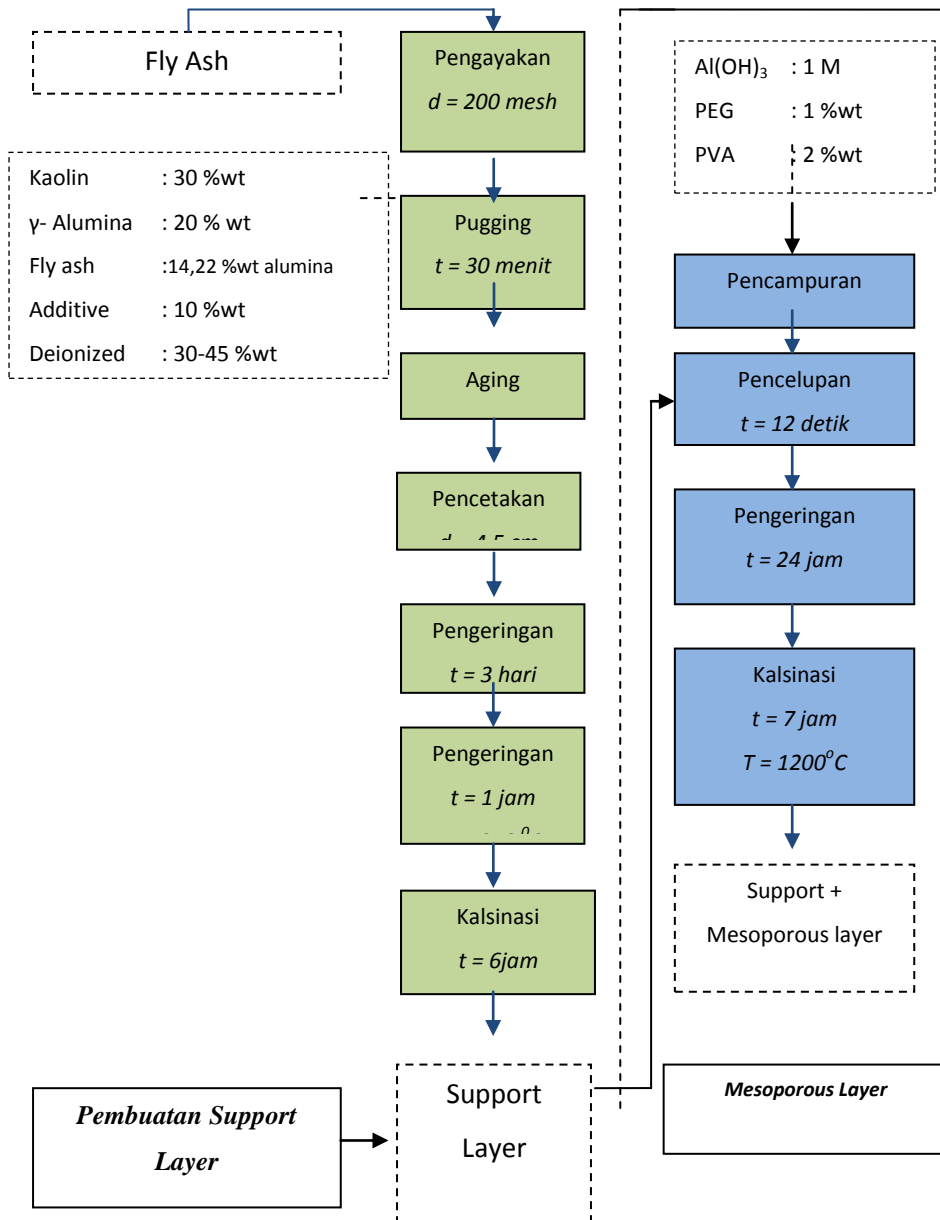 Fly Ash
Pengayakan
d = 200 mesh
Kaolin : 30 %wt
γ- Alumina : 20 % wt
Fly ash :14,22 %wt alumina
Additive : 10 %wt
Deionized : 30-45 %wt
Pugging
t = 30 menit
Aging
Pencetakan
Pengeringan
t = 3 hari
Pengeringan
t = 1 jam
Kalsinasi
t = 6jam
Pembuatan Support
Layer
Support
Layer
Al(OH)₃ : 1 M
PEG : 1 %wt
PVA : 2 %wt
Pencampuran
Pencelupan
t = 12 detik
Pengeringan
t = 24 jam
Kalsinasi
t = 7 jam
T = 1200⁰C
Support +
Mesoporous layer
Mesoporous Layer